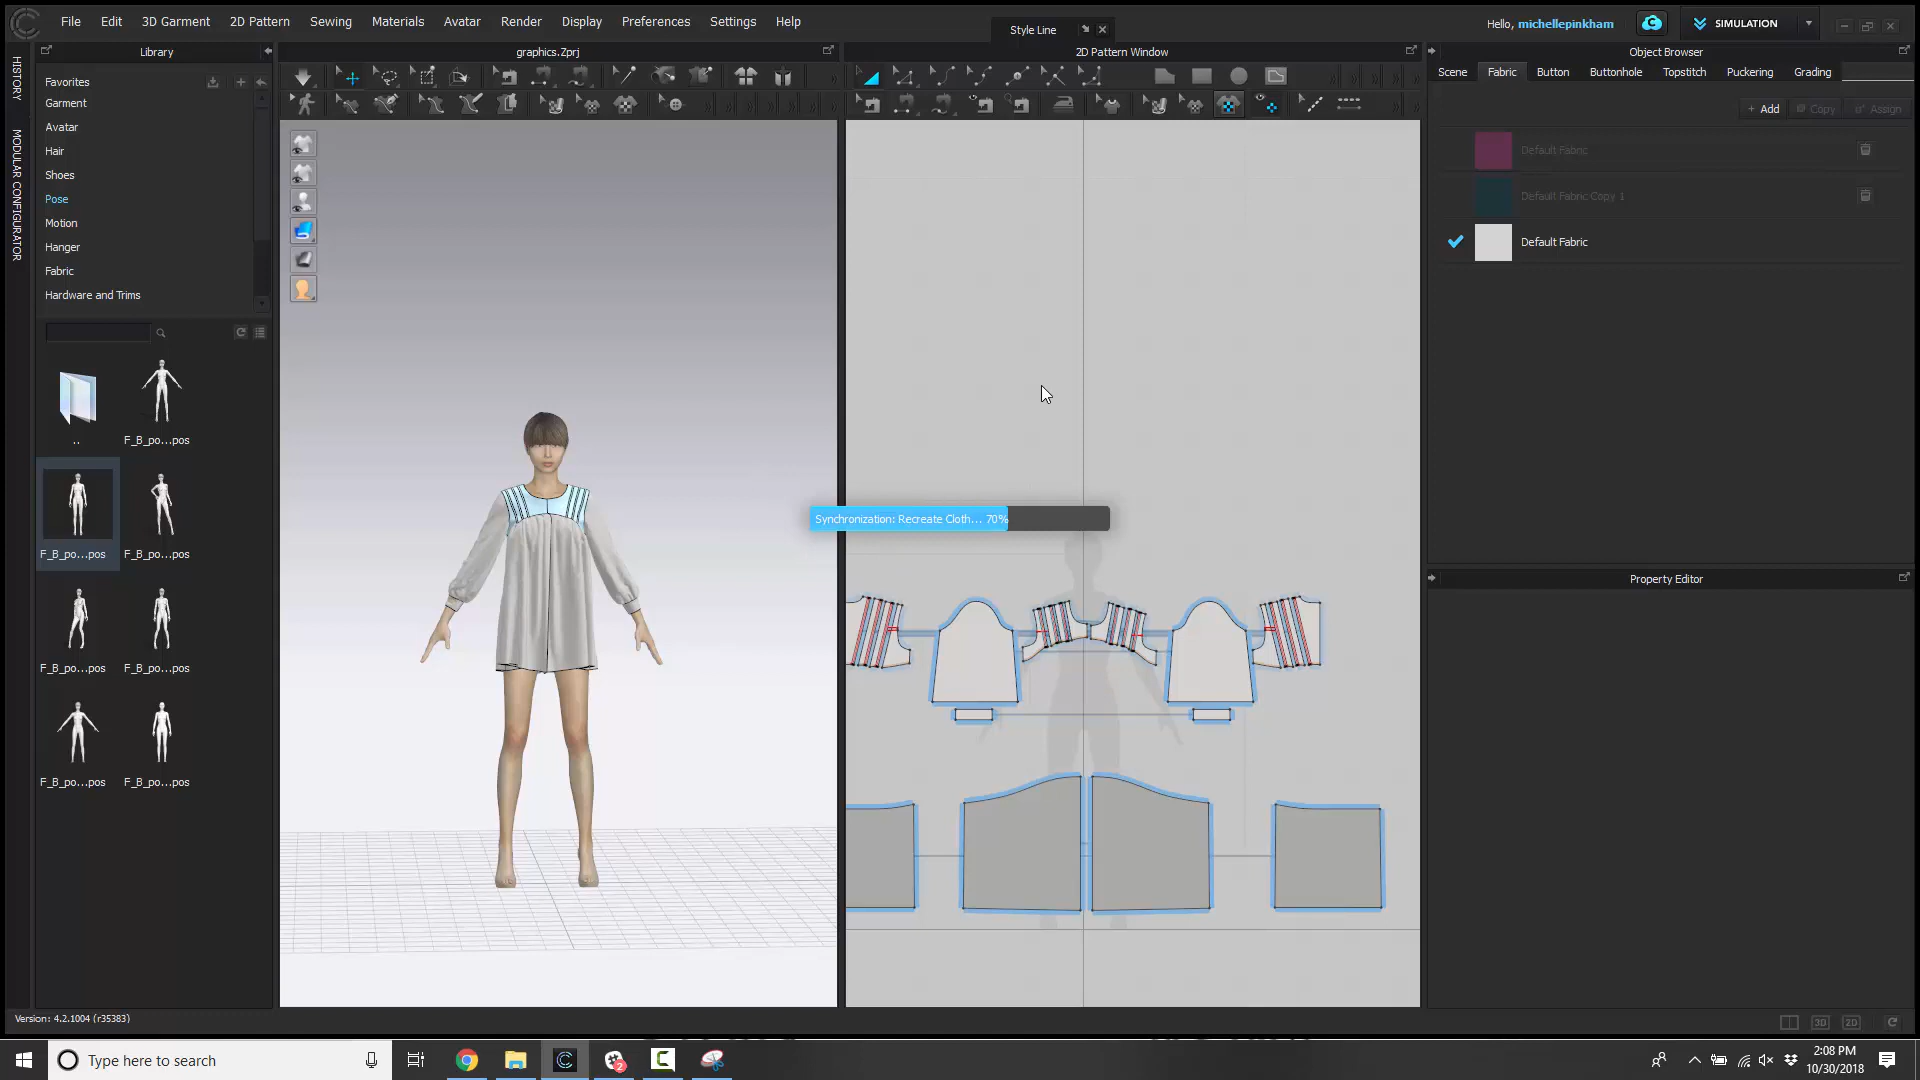 File Edit 3D Garment 2D Pattern Sewing Materials Avatar Render Display Preferences Settings Help
Style Line
Hello, michellepinkham
SIMULATION
Library
graphics.Zprj
2D Pattern Window
Object Browser
HISTORY
MODULAR CONFIGURATOR
Favorites
Garment
Avatar
Hair
Shoes
Pose
Motion
Hanger
Fabric
Hardware and Trims
..
F_B_po...pos
F_B_po...pos
F_B_po...pos
F_B_po...pos
F_B_po...pos
F_B_po...pos
F_B_po...pos
Synchronization: Recreate Cloth... 70%
Scene Fabric Button Buttonhole Topstitch Puckering Grading
+ Add Copy Assign
Default Fabric
Default Fabric Copy 1
Default Fabric
Property Editor
Version: 4.2.1004 (r35383)
3D 2D
Type here to search
2
2:08 PM
10/30/2018